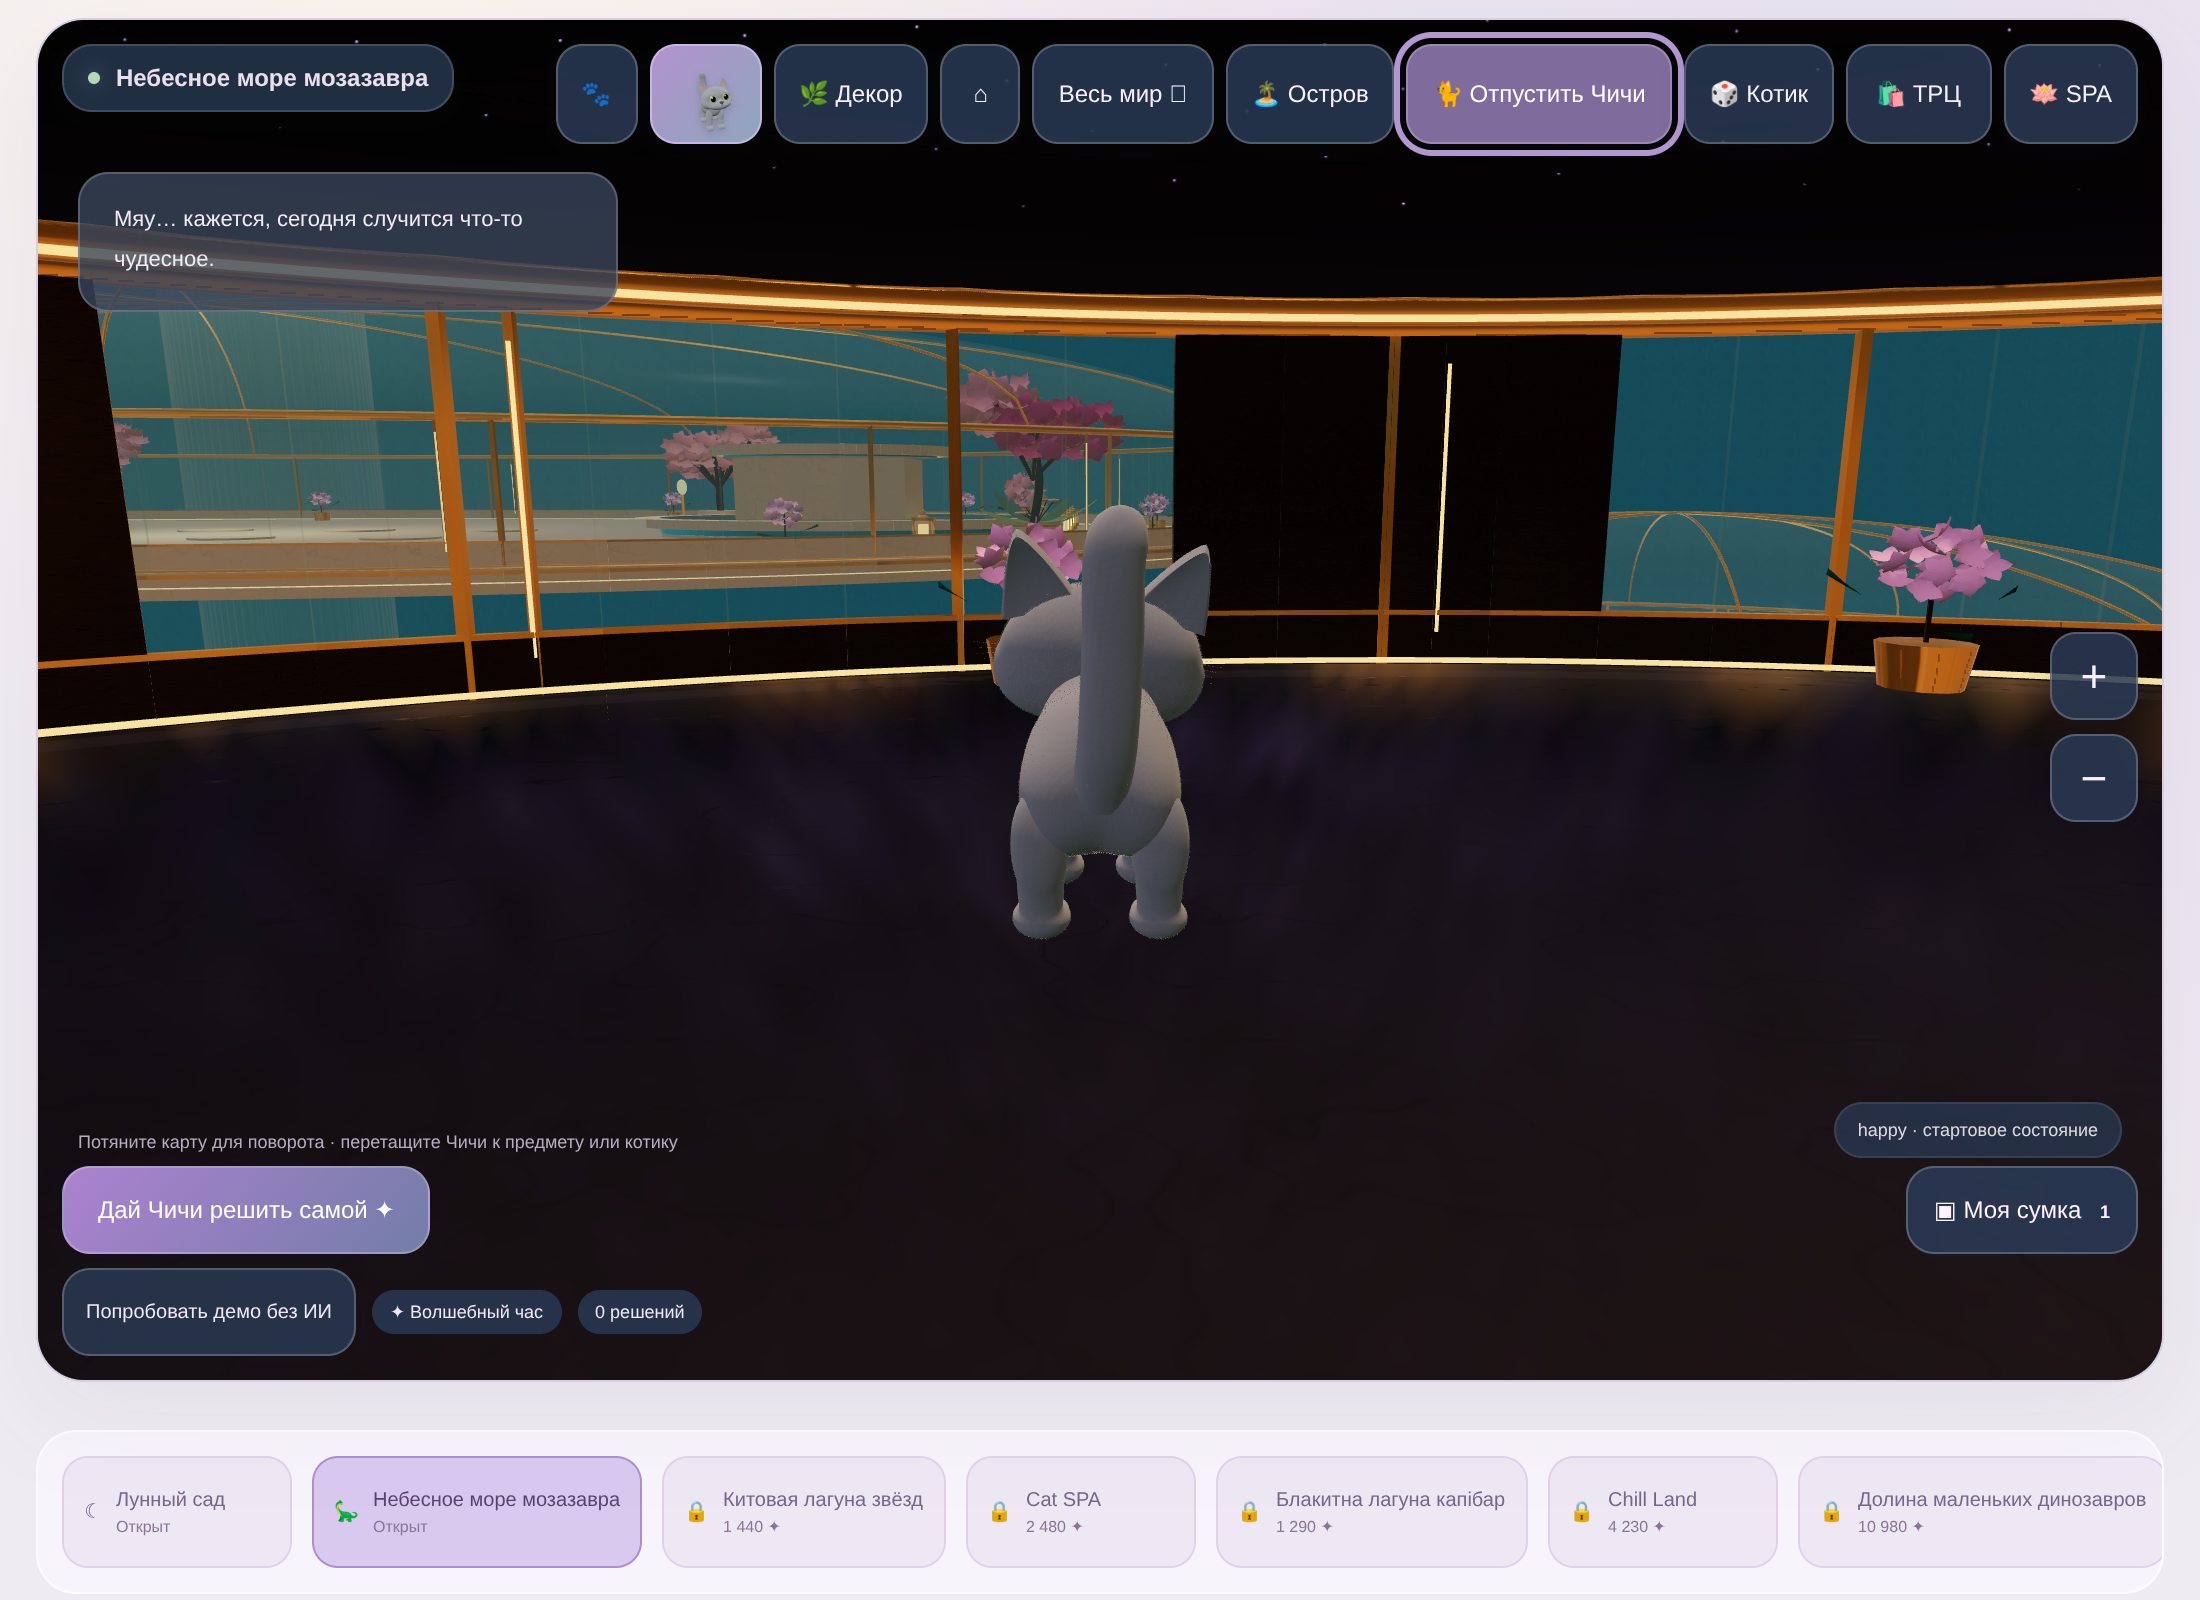 Небесное море мозазавра
Декор
Весь мир
Остров
Отпустить Чичи
Котик
ТРЦ
SPA
Мяу… кажется, сегодня случится что-то
чудесное.
+
−
Потяните карту для поворота · перетащите Чичи к предмету или котику
happy · стартовое состояние
Дай Чичи решить самой ✦
Моя сумка 1
Попробовать демо без ИИ
✦ Волшебный час
0 решений
Лунный сад
Открыт
Небесное море мозазавра
Открыт
Китовая лагуна звёзд
1 440 ✦
Cat SPA
2 480 ✦
Блакитна лагуна капібар
1 290 ✦
Chill Land
4 230 ✦
Долина маленьких динозавров
10 980 ✦